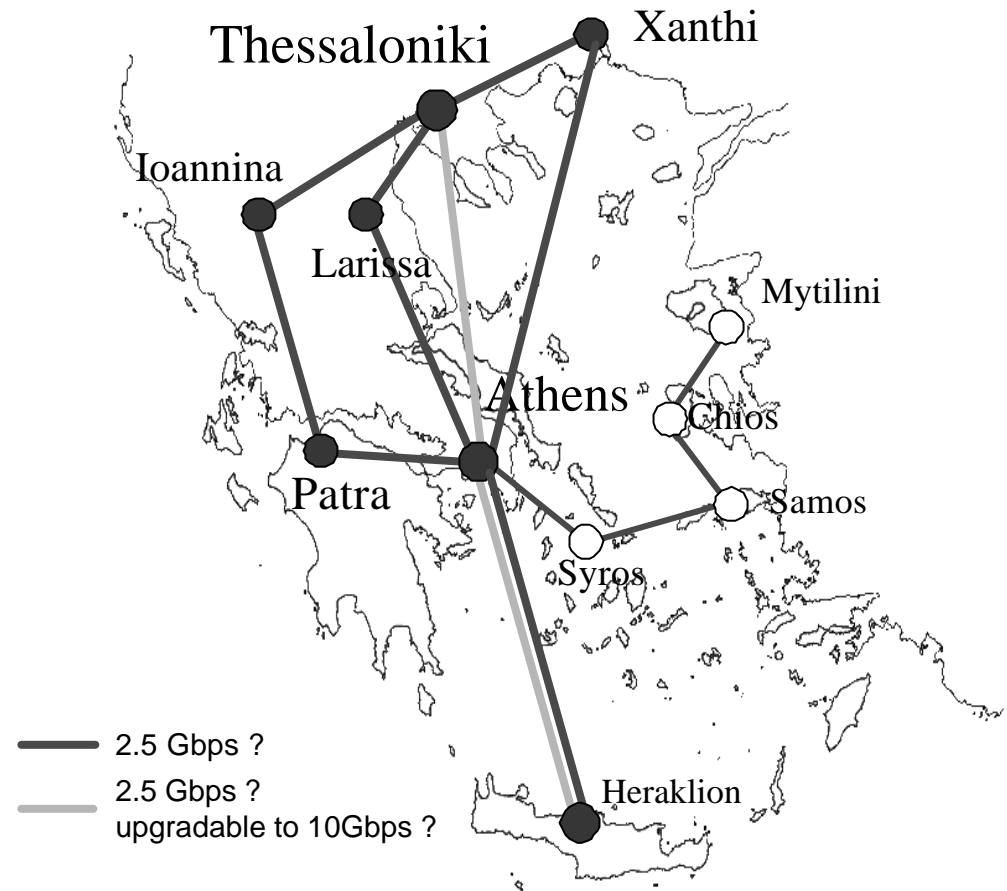 Xanthi
Thessaloniki
Ioannina
Larissa
Mytilini
Athens
Chios
Patra
Samos
Syros
2.5 Gbps ?
2.5 Gbps ?
upgradable to 10Gbps ?
Heraklion